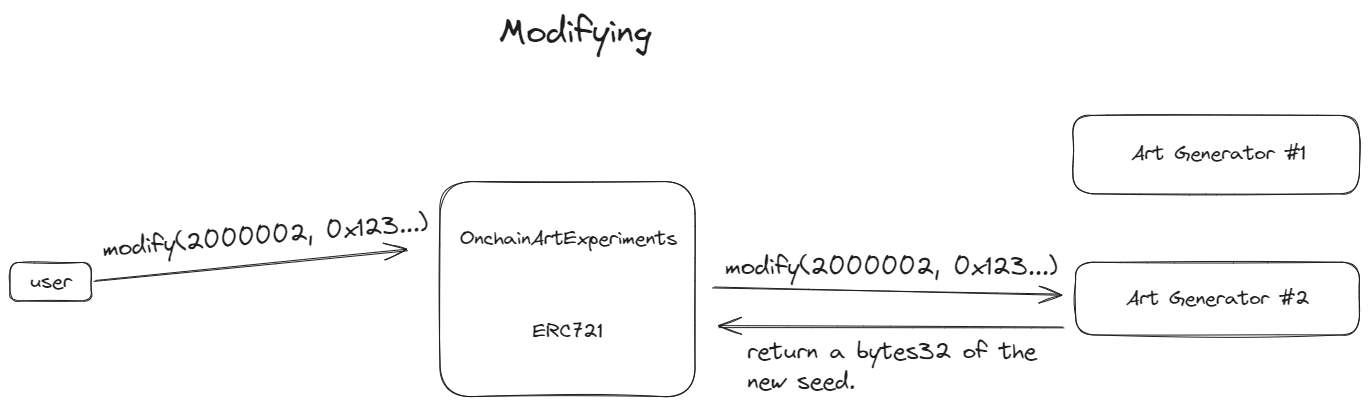 Modifying
Art Generator #1
modify(2000002, 0x123...)
OnchainArtExperiments
user
modify(2000002, 0x123...)
Art Generator #2
ERC721
return a bytes32 of the
new seed.